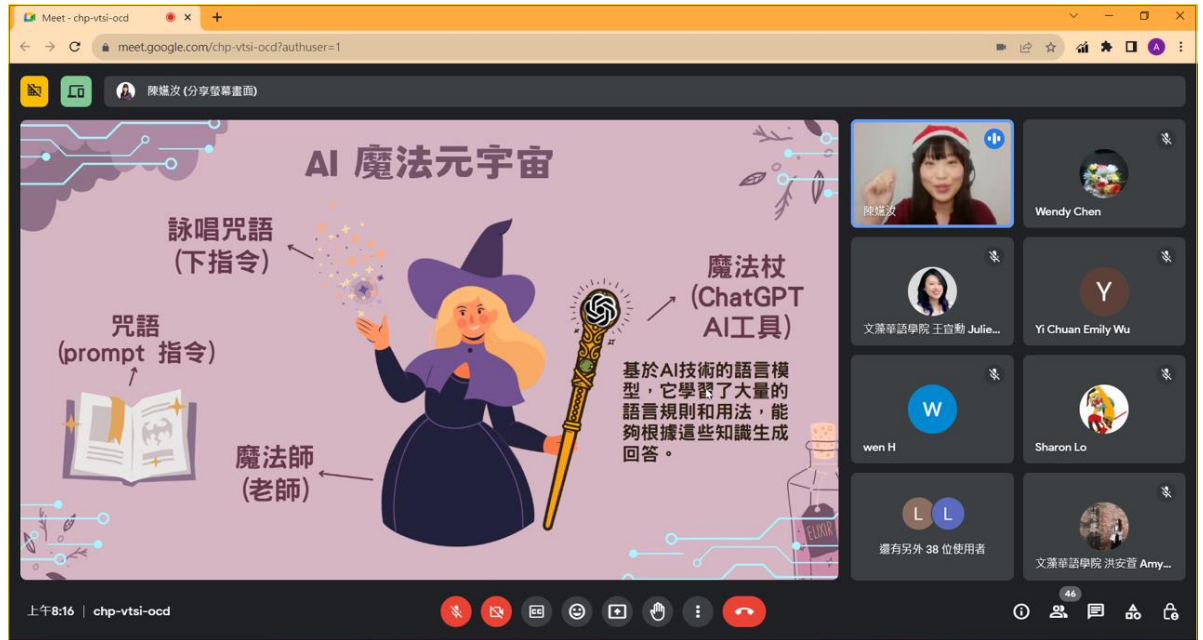 Meet - chp-vtsi-ocd
meet.google.com/chp-vtsi-ocd?authuser=1
A
陳嬿汝 (分享螢幕畫面)
AI 魔法元宇宙
詠唱咒語
(下指令)
咒語
(prompt 指令)
魔法師
(老師)
魔法杖
(ChatGPT
AI工具)
基於AI技術的語言模
型，它學習了大量的
語言規則和用法，能
夠根據這些知識生成
回答。
ELIXIR
陳嬿汝
Wendy Chen
文藻華語學院 王宣勳 Julie...
Y
Yi Chuan Emily Wu
W
wen H
Sharon Lo
L
L
還有另外 38 位使用者
文藻華語學院 洪安萱 Amy...
上午8:16 | chp-vtsi-ocd
CC
46